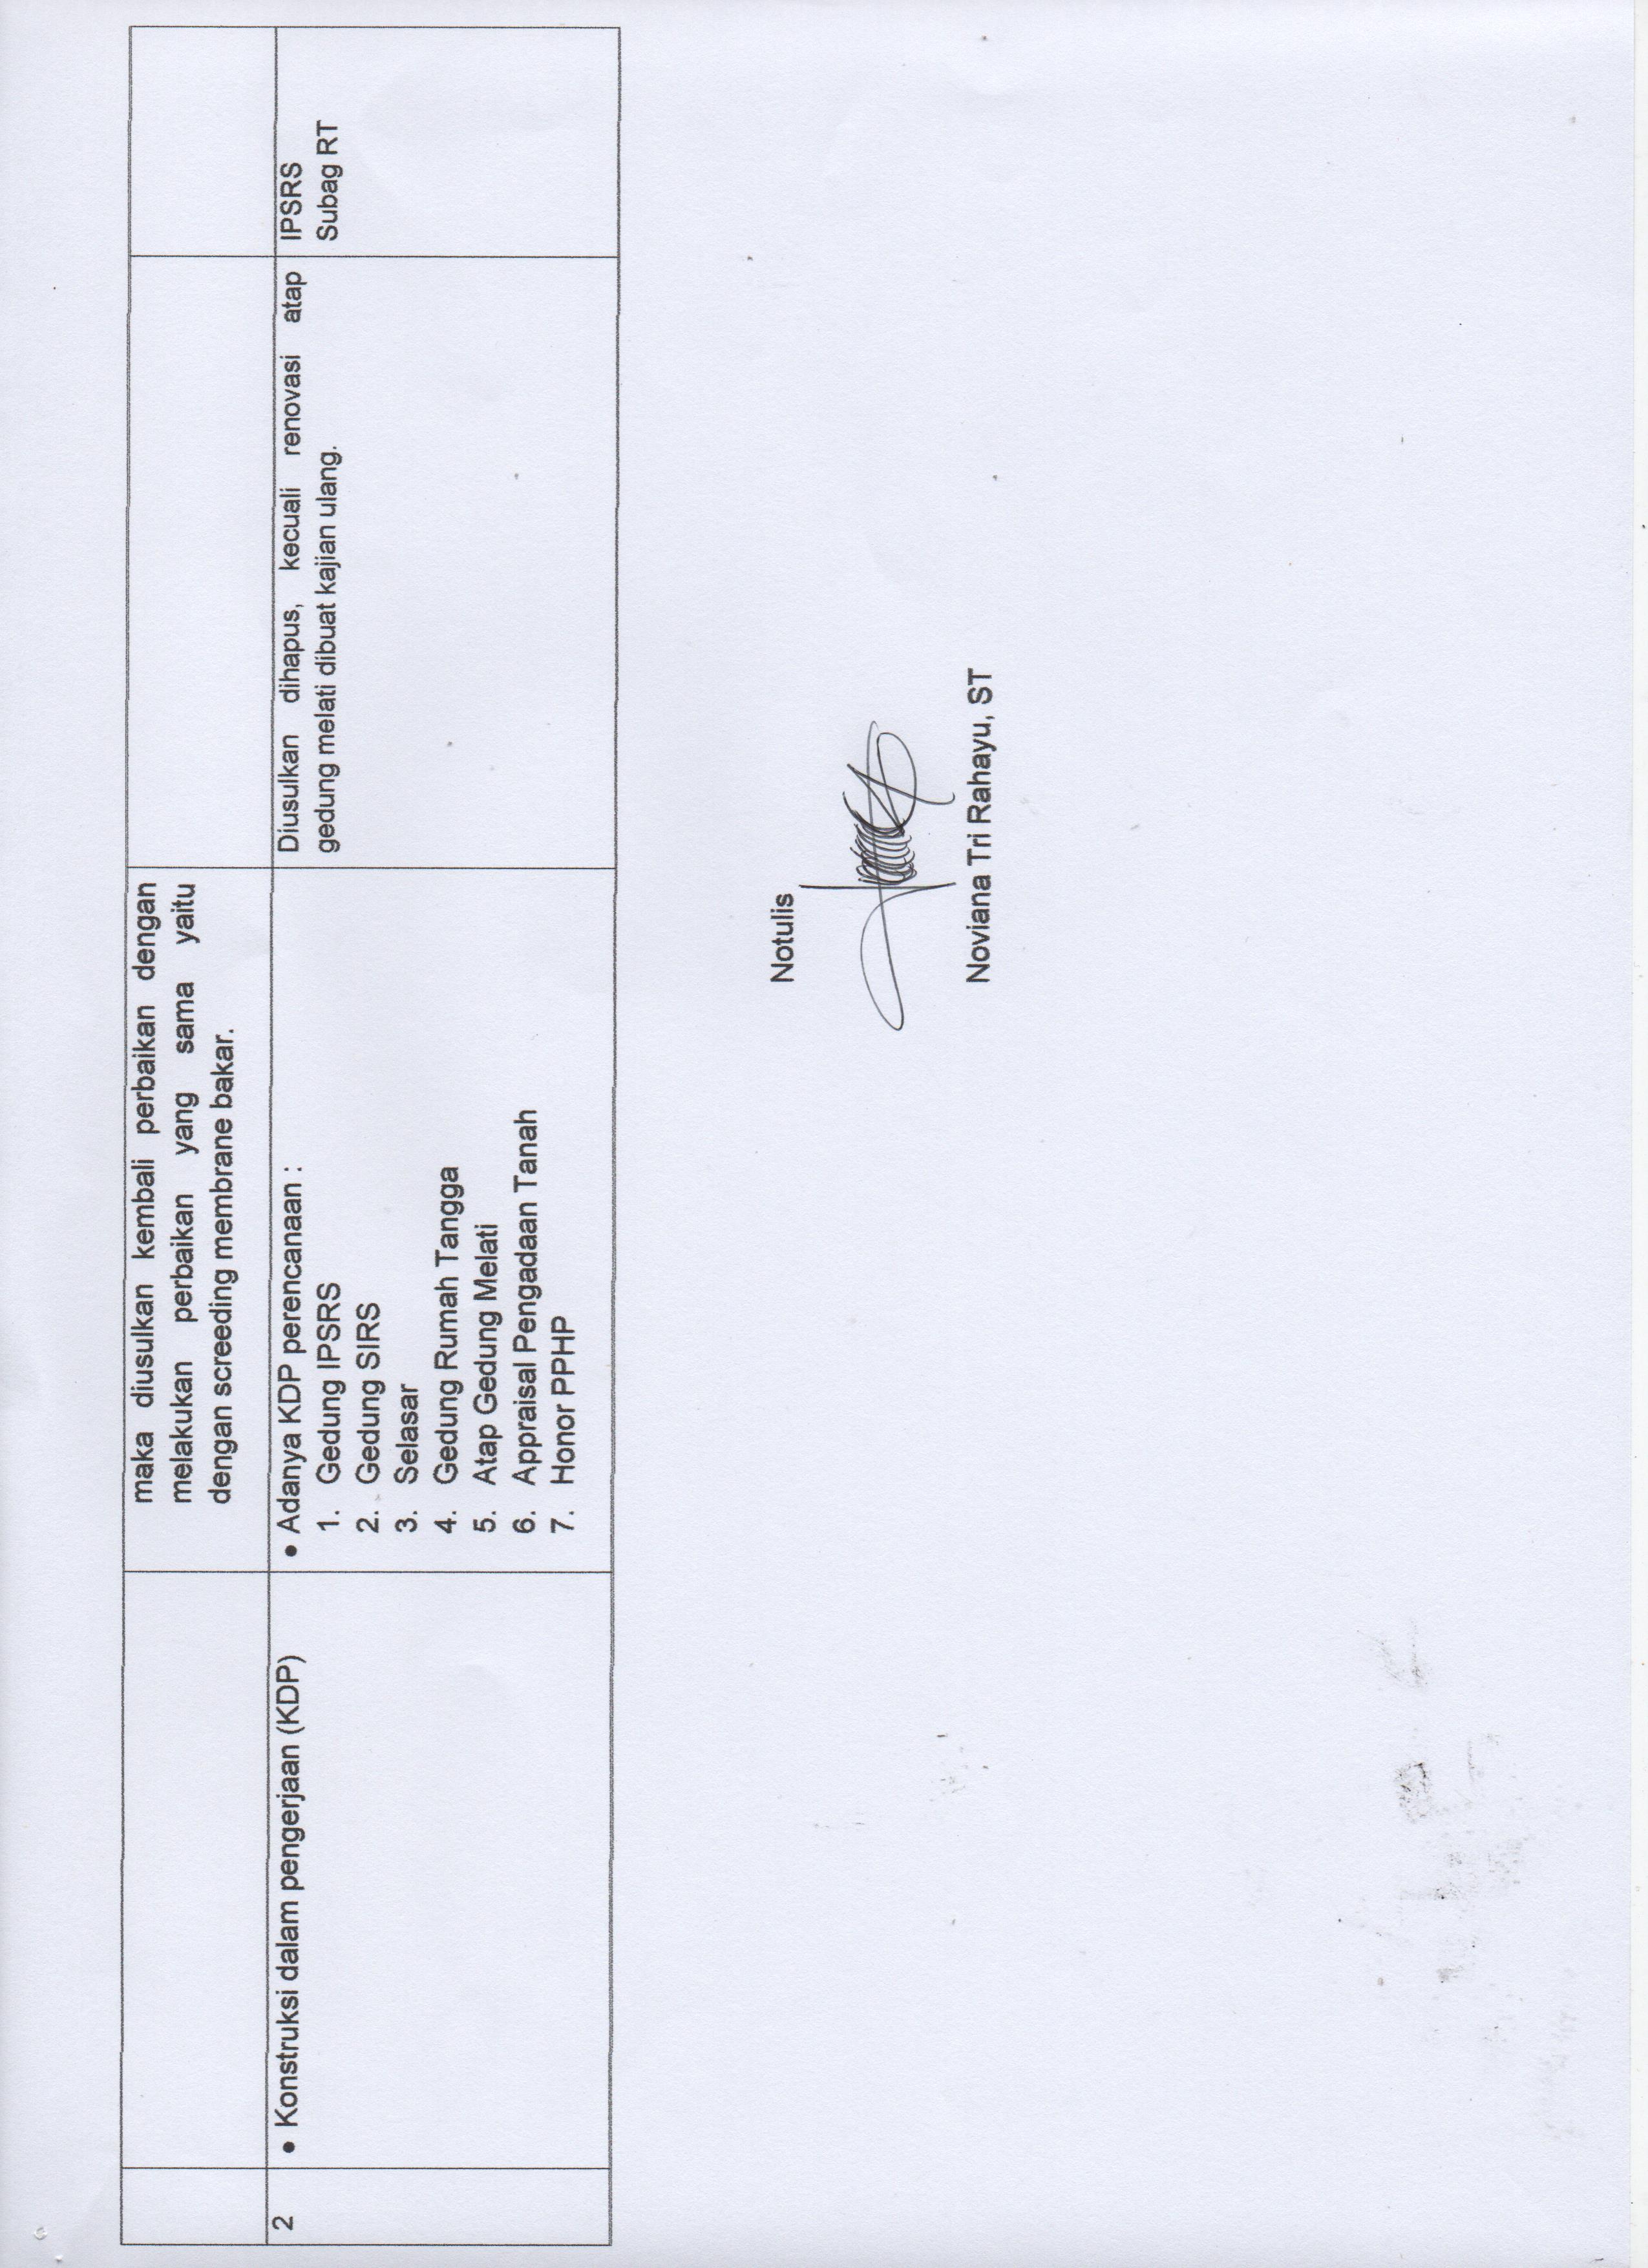 maka diusulkan kembali perbaikan dengan
melakukan perbaikan yang sama yaitu
dengan screeding membrane bakar.
2
• Konstruksi dalam pengerjaan (KDP)
• Adanya KDP perencanaan :
1. Gedung IPSRS
2. Gedung SIRS
3. Selasar
4. Gedung Rumah Tangga
5. Atap Gedung Melati
6. Appraisal Pengadaan Tanah
7. Honor PPHP
Diusulkan dihapus, kecuali renovasi atap
gedung melati dibuat kajian ulang.
IPSRS
Subag RT
Notulis
Noviana Tri Rahayu, ST